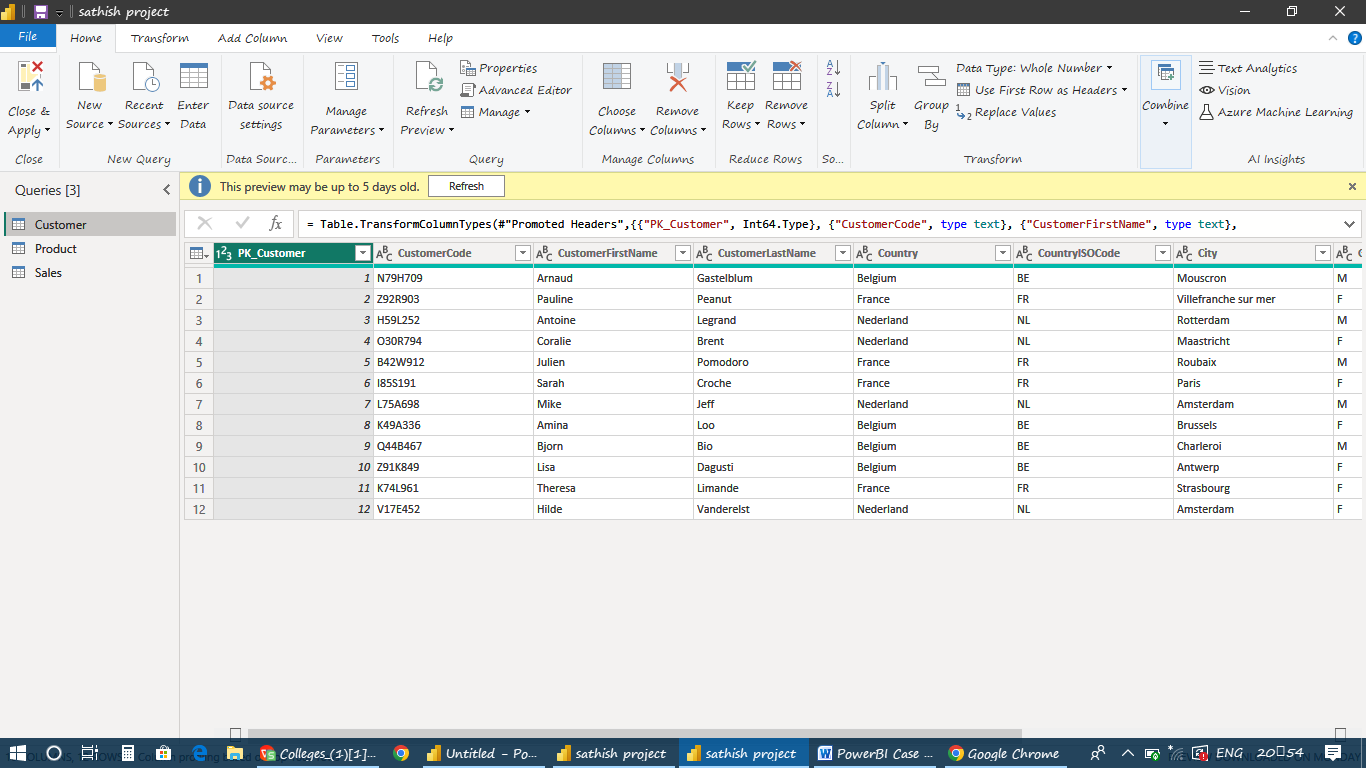 sathish project
File Home Transform Add Column View Tools Help
Close & Apply
New Source
Recent Sources
Enter Data
Data source settings
Manage Parameters
Refresh Preview
Properties
Advanced Editor
Manage
Choose Columns
Remove Columns
Keep Rows
Remove Rows
Split Column
Group By
Data Type: Whole Number
Use First Row as Headers
Replace Values
Combine
Text Analytics
Vision
Azure Machine Learning
Close New Query Data Sourc... Parameters Query Manage Columns Reduce Rows So... Transform AI Insights
Queries [3]
Customer
Product
Sales
This preview may be up to 5 days old. Refresh
fx = Table.TransformColumnTypes(#"Promoted Headers",{{"PK_Customer", Int64.Type}, {"CustomerCode", type text}, {"CustomerFirstName", type text},
PK_Customer CustomerCode CustomerFirstName CustomerLastName Country CountryISOCode City
1 1 N79H709 Arnaud Gastelblum Belgium BE Mouscron M
2 2 Z92R903 Pauline Peanut France FR Villefranche sur mer F
3 3 H59L252 Antoine Legrand Nederland NL Rotterdam M
4 4 O30R794 Coralie Brent Nederland NL Maastricht F
5 5 B42W912 Julien Pomodoro France FR Roubaix M
6 6 I85S191 Sarah Croche France FR Paris F
7 7 L75A698 Mike Jeff Nederland NL Amsterdam M
8 8 K49A336 Amina Loo Belgium BE Brussels F
9 9 Q44B467 Bjorn Bio Belgium BE Charleroi M
10 10 Z91K849 Lisa Dagusti Belgium BE Antwerp F
11 11 K74L961 Theresa Limande France FR Strasbourg F
12 12 V17E452 Hilde Vanderelst Nederland NL Amsterdam F
Colleges_(1)[1]... Untitled - Po... sathish project sathish project PowerBI Case ... Google Chrome ENG 20 54